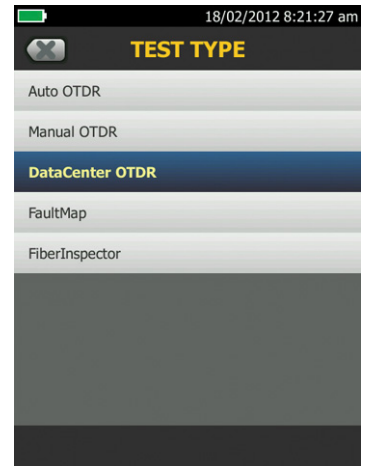 18/02/2012 8:21:27 am
TEST TYPE
Auto OTDR
Manual OTDR
DataCenter OTDR
FaultMap
FiberInspector